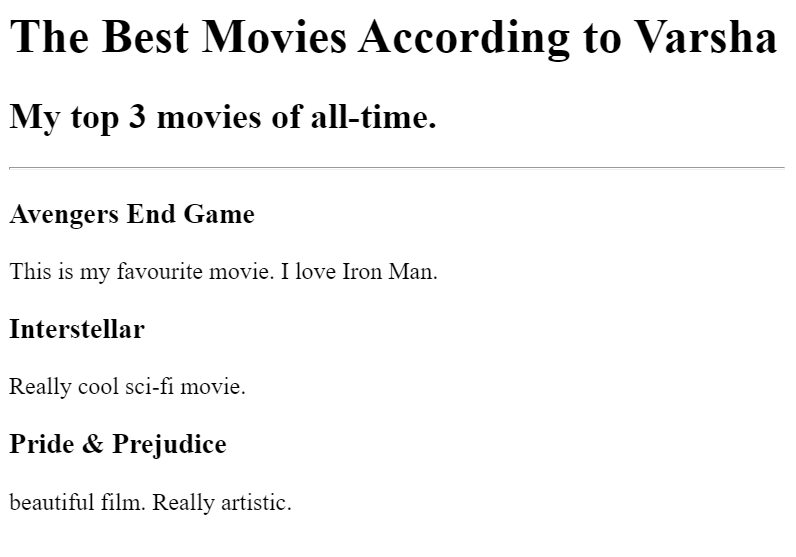 The Best Movies According to Varsha
My top 3 movies of all-time.
Avengers End Game
This is my favourite movie. I love Iron Man.
Interstellar
Really cool sci-fi movie.
Pride & Prejudice
beautiful film. Really artistic.